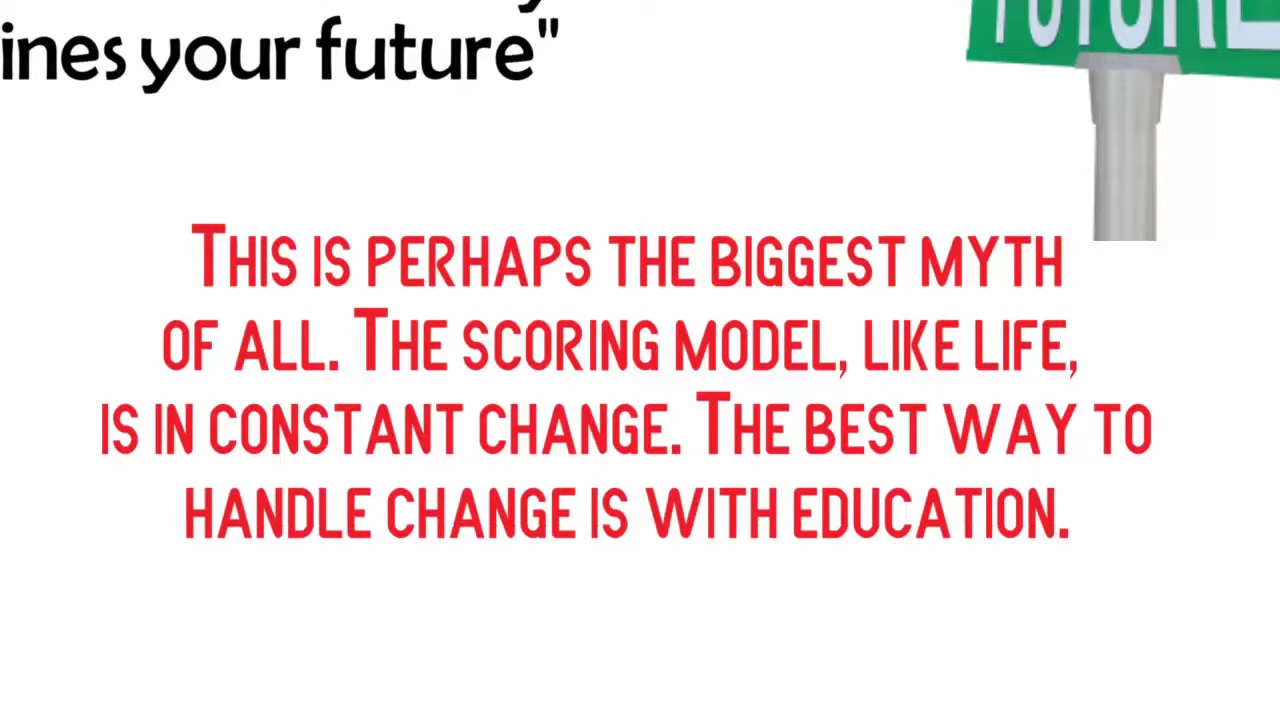 ines your future"
FUTURE
This is perhaps the biggest myth
of all. The scoring model, like life,
is in constant change. The best way to
handle change is with education.